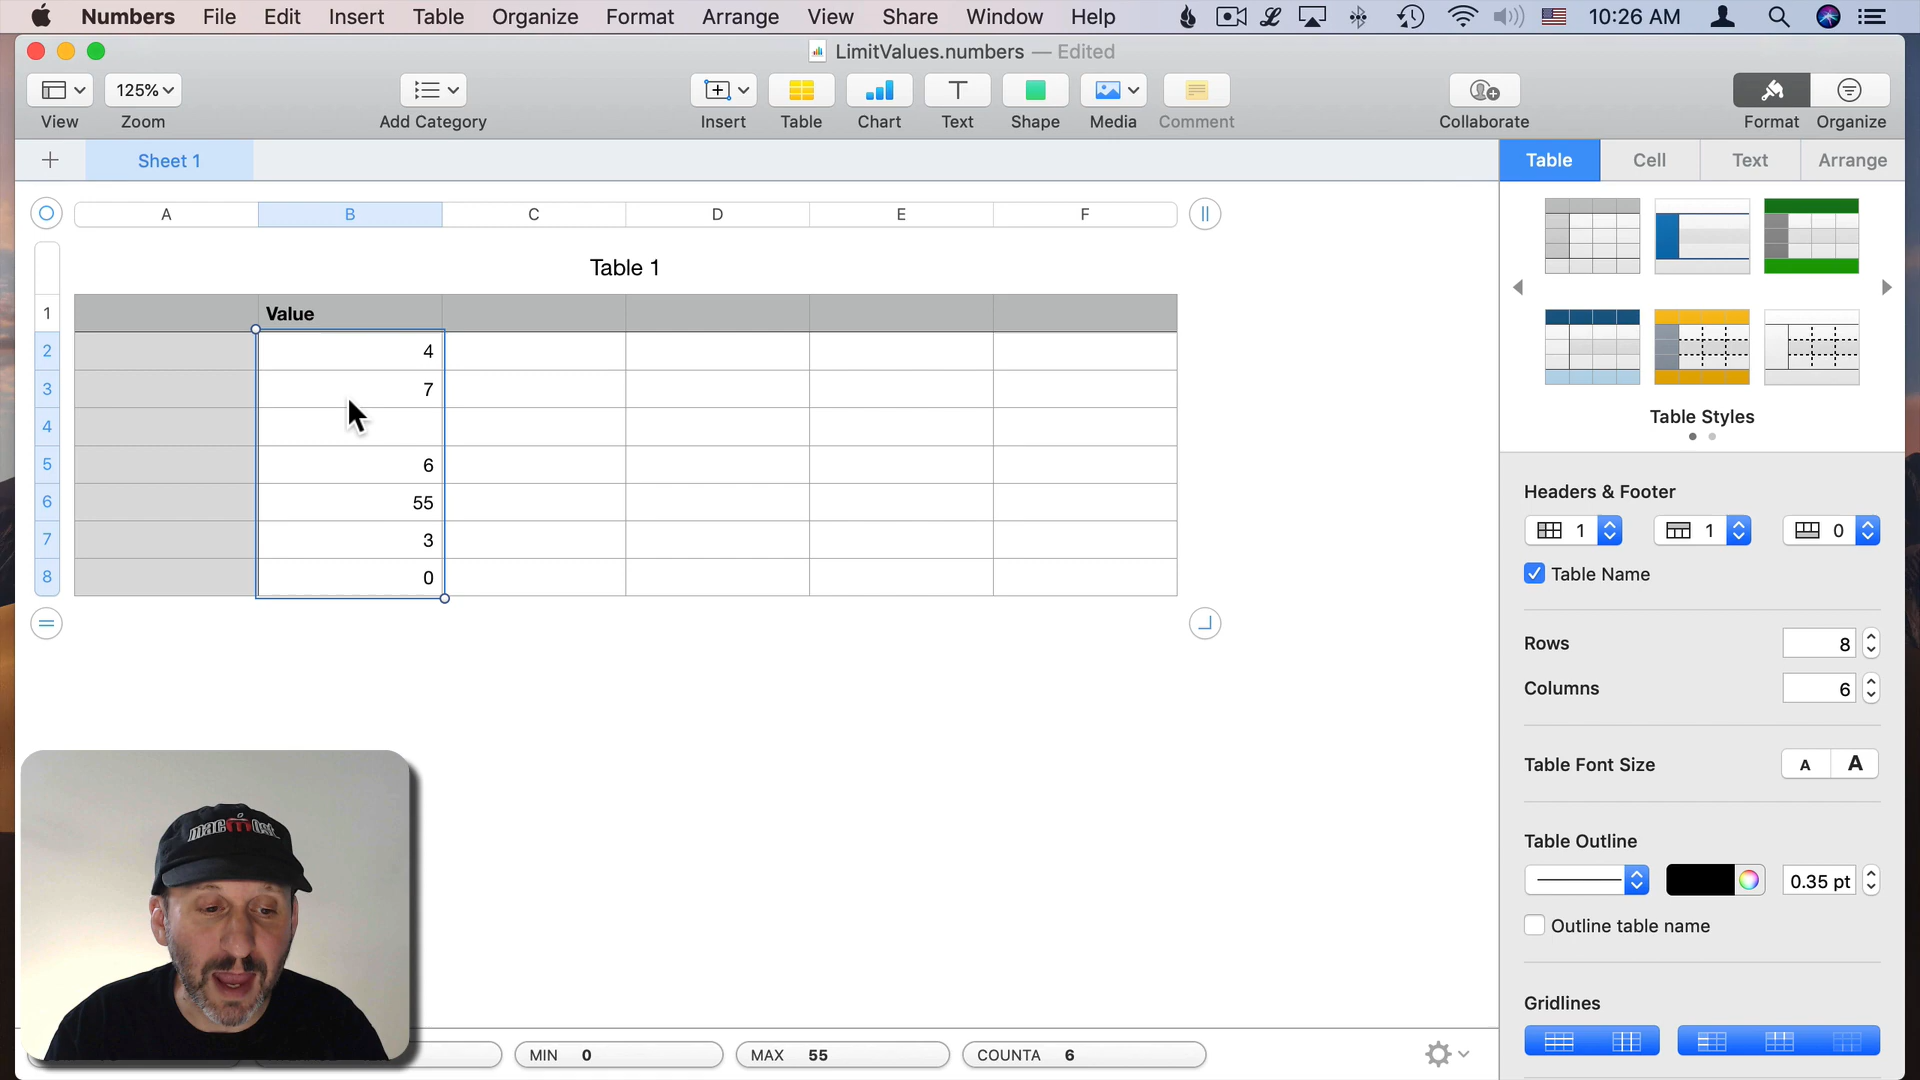 Numbers File Edit Insert Table Organize Format Arrange View Share Window Help 10:26 AM
LimitValues.numbers — Edited
125%
View Zoom Add Category Insert Table Chart Text Shape Media Comment Collaborate Format Organize
Sheet 1
Table Cell Text Arrange
A B C D E F
Table 1
1 Value
2 4
3 7
4
5 6
6 55
7 3
8 0
Table Styles
Headers & Footer
1 1 0
Table Name
Rows 8
Columns 6
Table Font Size A A
Table Outline
0.35 pt
Outline table name
Gridlines
macmost
MIN 0 MAX 55 COUNTA 6